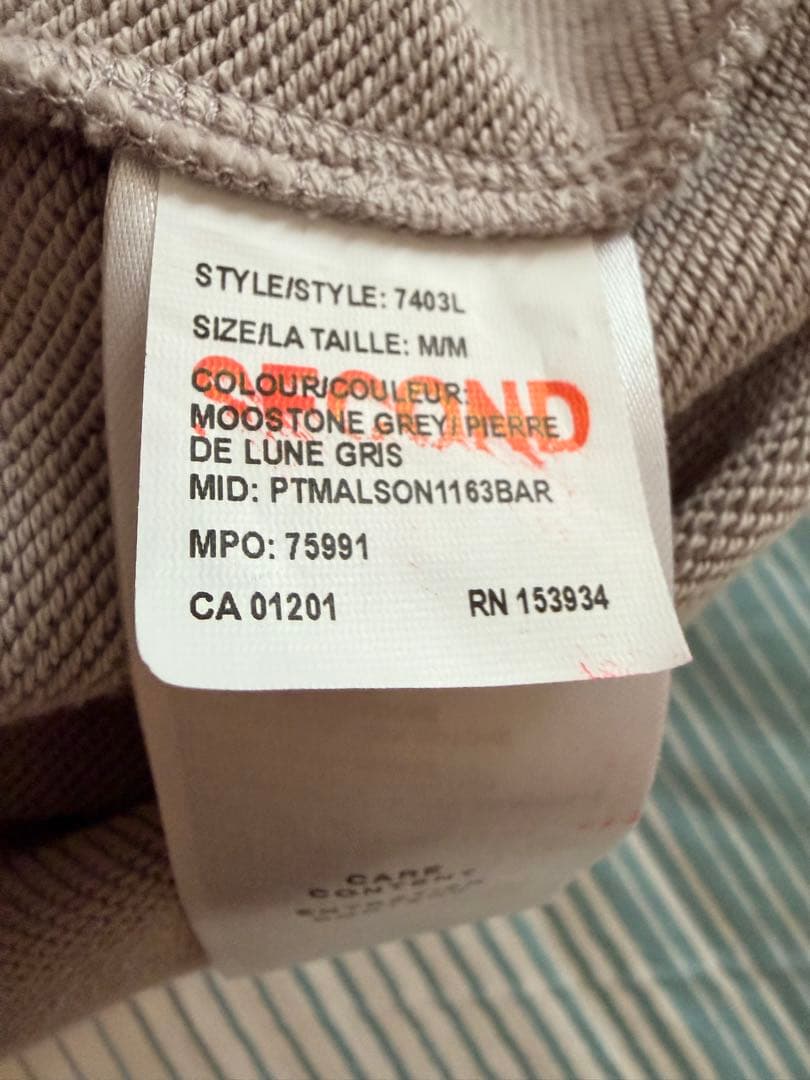 STYLE/STYLE: 7403L
SIZE/LA TAILLE: M/M
SECOND
COLOUR/COULEUR:
MOOSTONE GREY/ PIERRE
DE LUNE GRIS
MID: PTMALSON1163BAR
MPO: 75991
CA 01201 RN 153934
CARE
CONTENT
ENTRETIEN